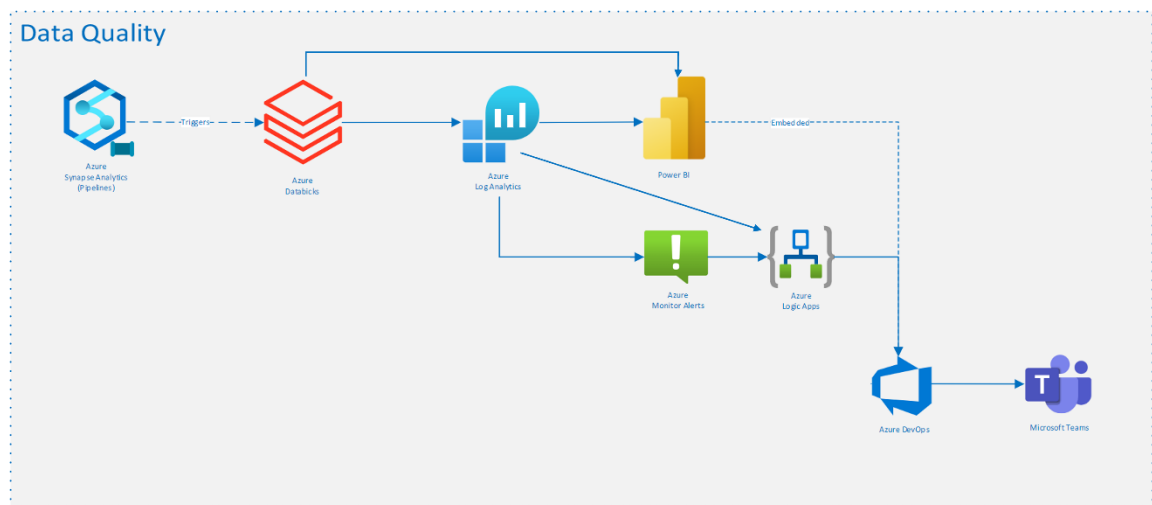 Data Quality
Triggers
Embedded
Azure
Synapse Analytics
(Pipelines)
Azure
Databicks
Azure
Log Analytics
Power BI
Azure
Monitor Alerts
Azure
Logic Apps
T
Azure DevOps
Microsoft Teams